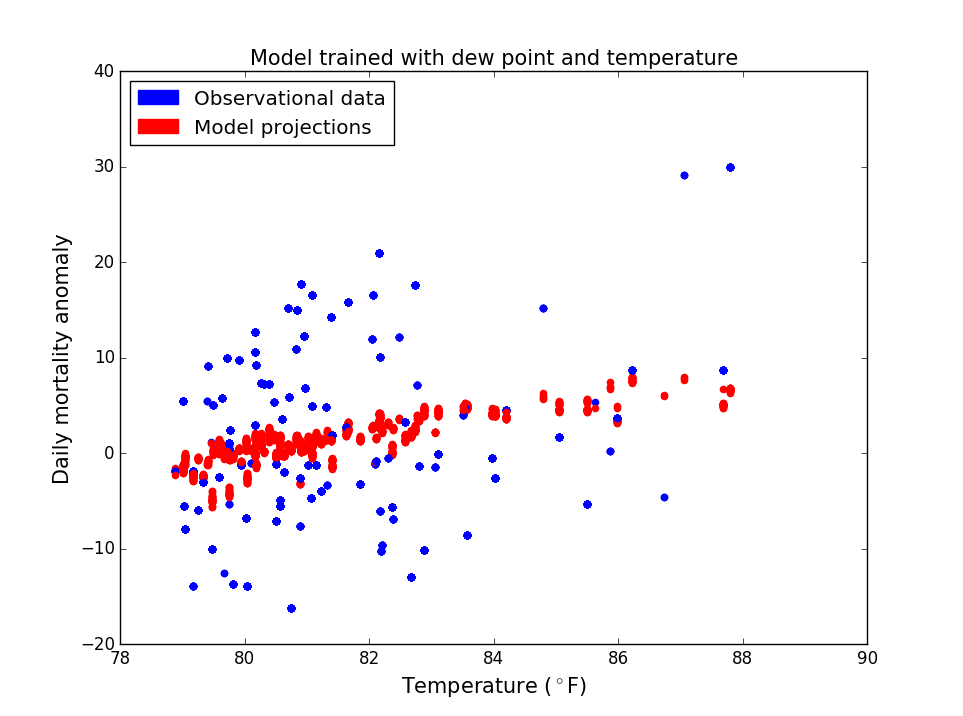 Model trained with dew point and temperature
Observational data
Model projections
40
30
20
10
0
−10
−20
Daily mortality anomaly
78 80 82 84 86 88 90
Temperature (°F)